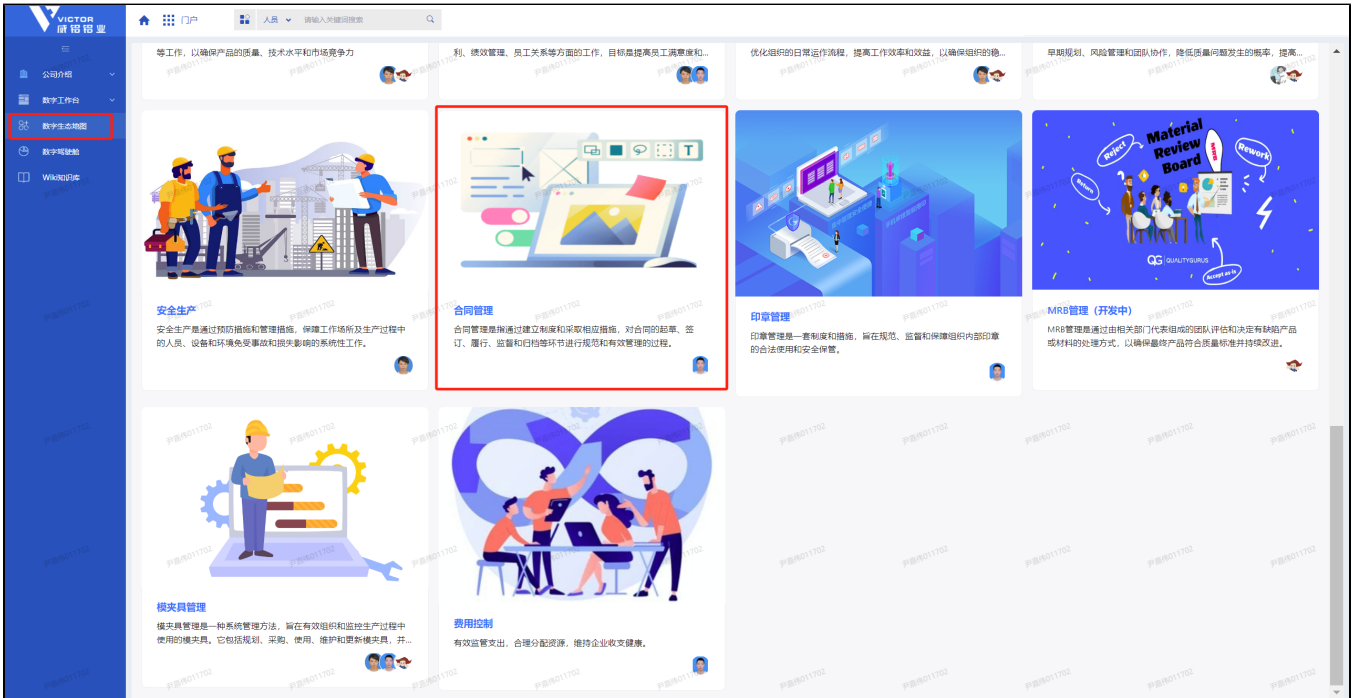 VICTOR
威铭铝业
门户
人员
请输入关键词搜索
公司介绍
数字工作台
数字生态地图
数字驾驶舱
Wiki知识库
等工作，以确保产品的质量、技术水平和市场竞争力
利、绩效管理、员工关系等方面的工作，目标是提高员工满意度和...
优化组织的日常运作流程，提高工作效率和效益，以确保组织的稳...
早期规划、风险管理和团队协作，降低质量问题发生的概率，提高...
T
Material
Review
Board
MRB
Reject
Rework
Return
Accept as-is
QG QUALITYGURUS
安全生产
安全生产是通过预防措施和管理措施，保障工作场所及生产过程中
的人员、设备和环境免受事故和损失影响的系统性工作。
合同管理
合同管理是指通过建立制度和采取相应措施，对合同的起草、签
订、履行、监督和归档等环节进行规范和有效管理的过程。
印章管理
印章管理是一套制度和措施，旨在规范、监督和保障组织内部印章
的合法使用和安全保管。
MRB管理（开发中）
MRB管理是通过由相关部门代表组成的团队评估和决定有缺陷产品
或材料的处理方式，以确保最终产品符合质量标准并持续改进。
模夹具管理
模夹具管理是一种系统管理方法，旨在有效组织和监控生产过程中
使用的模夹具。它包括规划、采购、使用、维护和更新模夹具，并...
费用控制
有效监管支出，合理分配资源，维持企业收支健康。